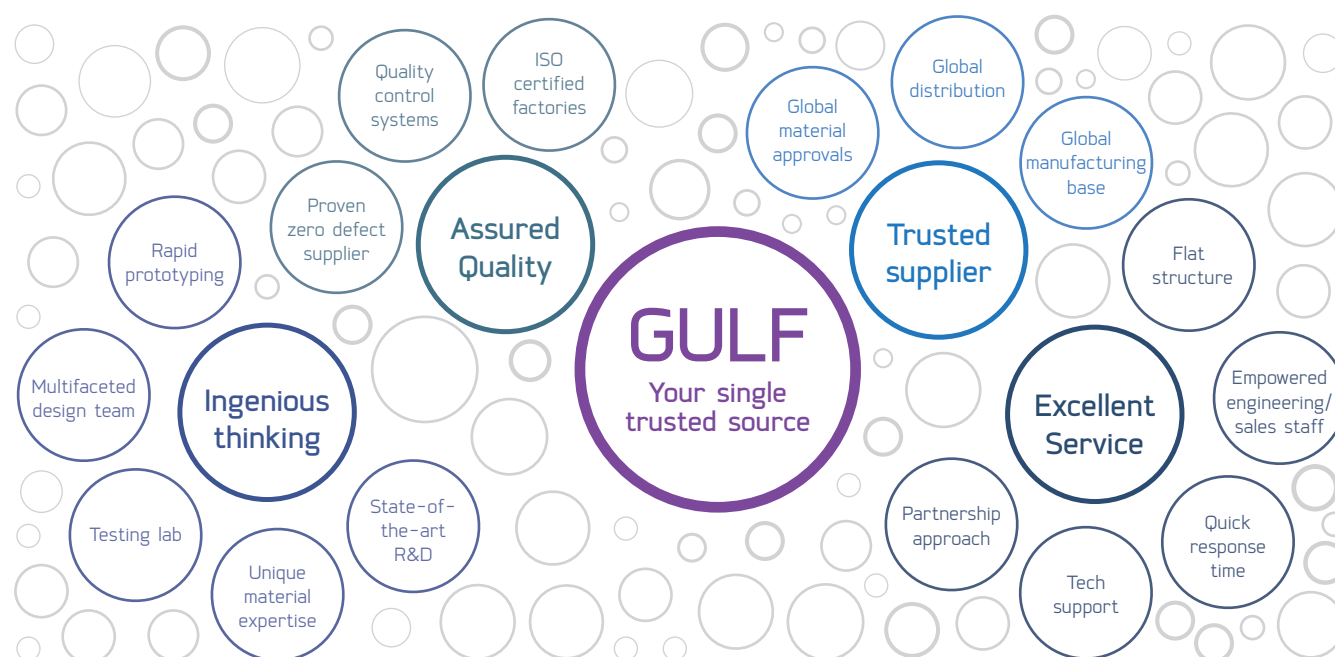 Quality
control
systems
ISO
certified
factories
Proven
zero defect
supplier
Assured
Quality
Rapid
prototyping
Multifaceted
design team
Ingenious
thinking
Testing lab
Unique
material
expertise
State-of-
the-art
R&D
GULF
Your single
trusted source
Global
material
approvals
Global
distribution
Global
manufacturing
base
Trusted
supplier
Flat
structure
Excellent
Service
Empowered
engineering/
sales staff
Partnership
approach
Tech
support
Quick
response
time